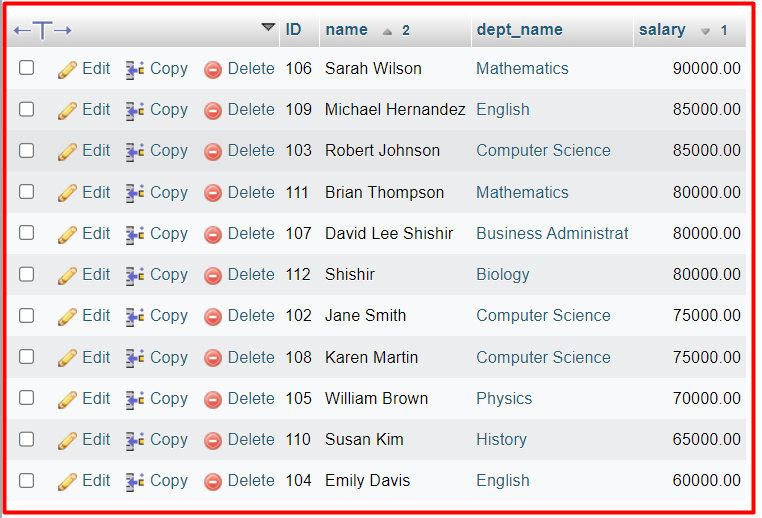 ID name 2 dept_name salary 1
Edit Copy Delete 106 Sarah Wilson Mathematics 90000.00
Edit Copy Delete 109 Michael Hernandez English 85000.00
Edit Copy Delete 103 Robert Johnson Computer Science 85000.00
Edit Copy Delete 111 Brian Thompson Mathematics 80000.00
Edit Copy Delete 107 David Lee Shishir Business Administrat 80000.00
Edit Copy Delete 112 Shishir Biology 80000.00
Edit Copy Delete 102 Jane Smith Computer Science 75000.00
Edit Copy Delete 108 Karen Martin Computer Science 75000.00
Edit Copy Delete 105 William Brown Physics 70000.00
Edit Copy Delete 110 Susan Kim History 65000.00
Edit Copy Delete 104 Emily Davis English 60000.00